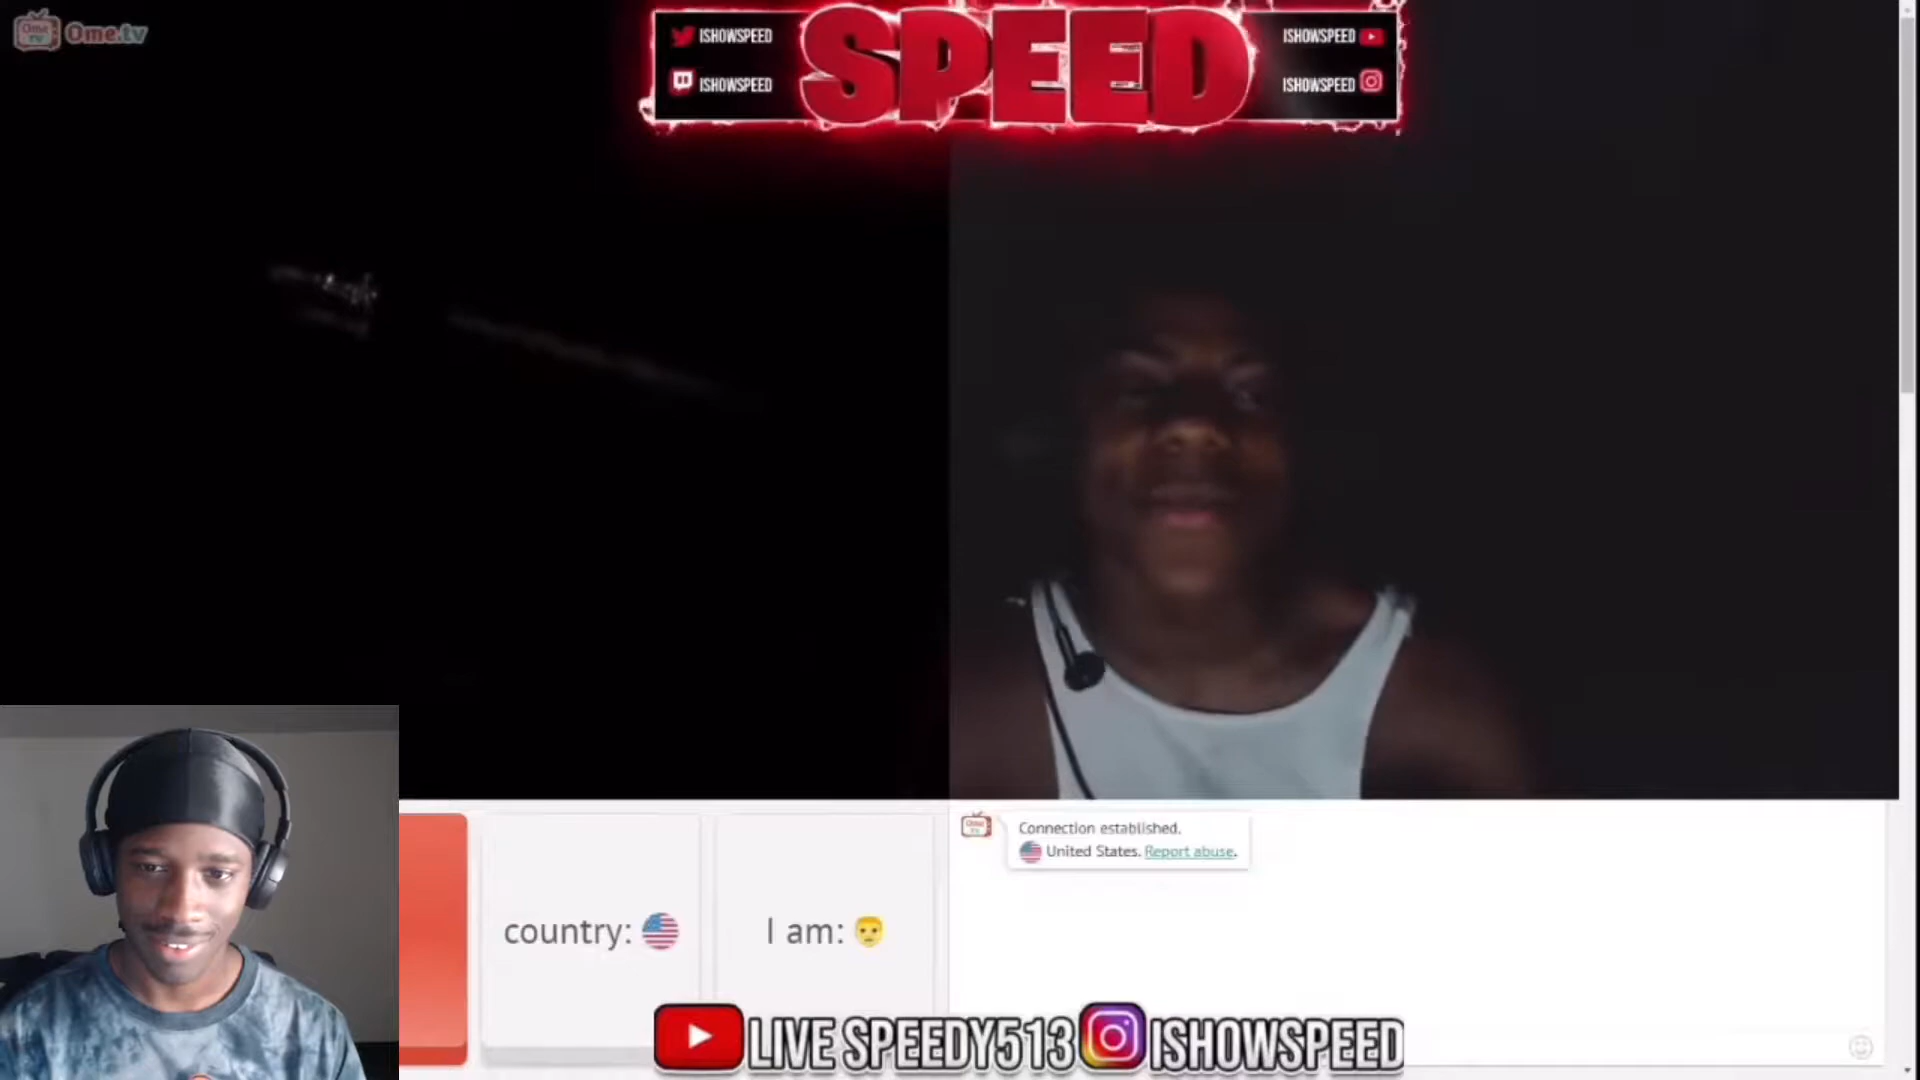 Ome.tv
ISHOWSPEED
ISHOWSPEED
SPEED
ISHOWSPEED
ISHOWSPEED
Connection established.
United States. Report abuse.
country:
I am:
LIVE SPEEDY513 ISHOWSPEED